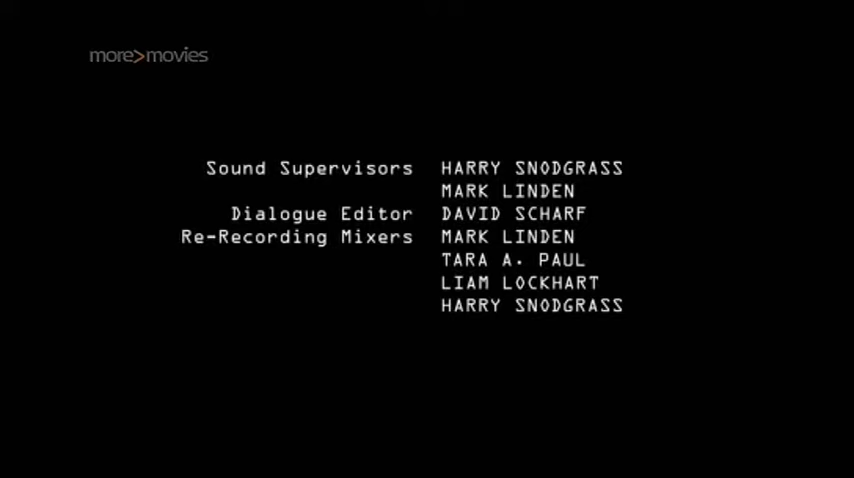 more>movies
Sound Supervisors HARRY SNODGRASS
MARK LINDEN
Dialogue Editor DAVID SCHARF
Re-Recording Mixers MARK LINDEN
TARA A. PAUL
LIAM LOCKHART
HARRY SNODGRASS